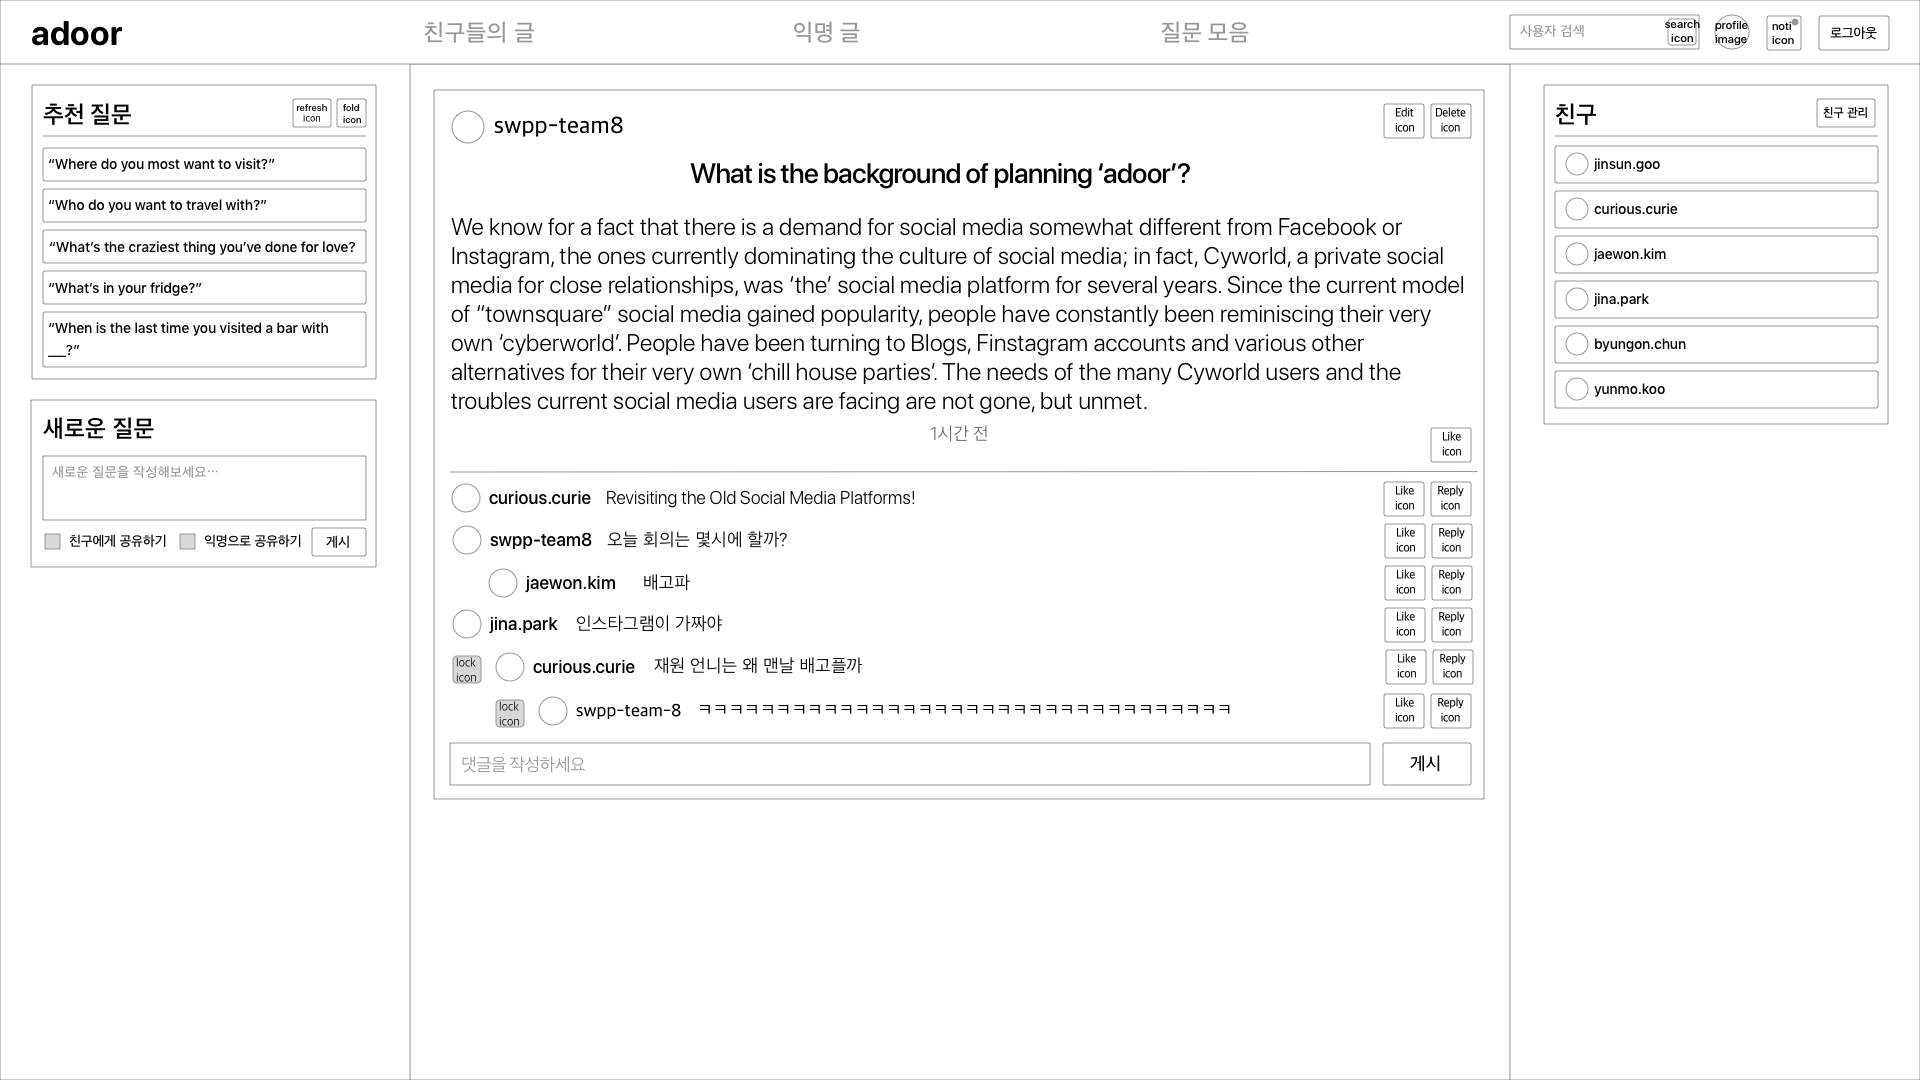 adoor
친구들의 글
익명 글
질문 모음
사용자 검색
search
icon
profile
image
noti
icon
로그아웃
추천 질문
refresh
icon
fold
icon
“Where do you most want to visit?”
“Who do you want to travel with?”
“What’s the craziest thing you’ve done for love?
“What’s in your fridge?”
“When is the last time you visited a bar with
___?”
새로운 질문
새로운 질문을 작성해보세요…
친구에게 공유하기
익명으로 공유하기
게시
swpp-team8
Edit
icon
Delete
icon
What is the background of planning ‘adoor’?
We know for a fact that there is a demand for social media somewhat different from Facebook or
Instagram, the ones currently dominating the culture of social media; in fact, Cyworld, a private social
media for close relationships, was ‘the’ social media platform for several years. Since the current model
of “townsquare” social media gained popularity, people have constantly been reminiscing their very
own ‘cyberworld’. People have been turning to Blogs, Finstagram accounts and various other
alternatives for their very own ‘chill house parties’. The needs of the many Cyworld users and the
troubles current social media users are facing are not gone, but unmet.
1시간 전
Like
icon
curious.curie Revisiting the Old Social Media Platforms!
Like
icon
Reply
icon
swpp-team8 오늘 회의는 몇시에 할까?
Like
icon
Reply
icon
jaewon.kim 배고파
Like
icon
Reply
icon
jina.park 인스타그램이 가짜야
Like
icon
Reply
icon
lock
icon
curious.curie 재원 언니는 왜 맨날 배고플까
Like
icon
Reply
icon
lock
icon
swpp-team-8 ㅋㅋㅋㅋㅋㅋㅋㅋㅋㅋㅋㅋㅋㅋㅋㅋㅋㅋㅋㅋㅋㅋㅋㅋㅋㅋㅋㅋㅋㅋㅋㅋㅋㅋ
Like
icon
Reply
icon
댓글을 작성하세요
게시
친구
친구 관리
jinsun.goo
curious.curie
jaewon.kim
jina.park
byungon.chun
yunmo.koo